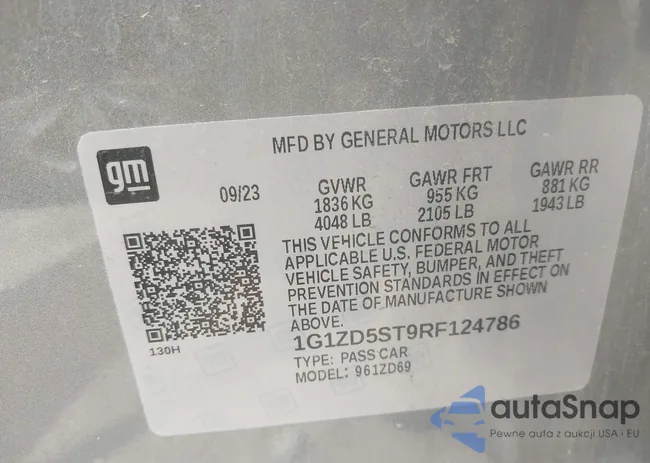 MFD BY GENERAL MOTORS LLC
gm
09/23
GVWR
1836 KG
4048 LB
GAWR FRT
955 KG
2105 LB
GAWR RR
881 KG
1943 LB
THIS VEHICLE CONFORMS TO ALL
APPLICABLE U.S. FEDERAL MOTOR
VEHICLE SAFETY, BUMPER, AND THEFT
PREVENTION STANDARDS IN EFFECT ON
THE DATE OF MANUFACTURE SHOWN
ABOVE.
130H
1G1ZD5ST9RF124786
TYPE: PASS CAR
MODEL: 961ZD69
autaSnap
Pewne auta z aukcji USA i EU